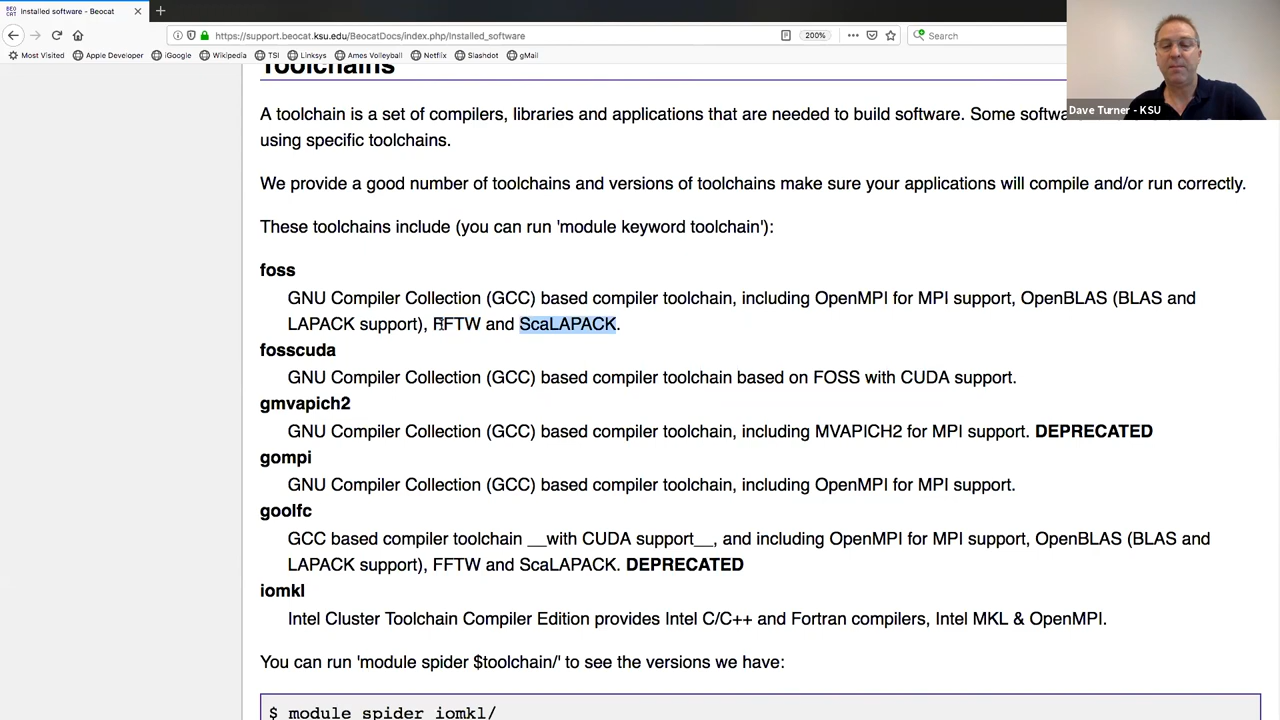 Installed software - Beocat
https://support.beocat.ksu.edu/BeocatDocs/index.php/Installed_software
200%
Search
Most Visited
Apple Developer
iGoogle
Wikipedia
TSI
Linksys
Ames Volleyball
Netflix
Slashdot
gMail
Dave Turner - KSU
Toolchains
A toolchain is a set of compilers, libraries and applications that are needed to build software. Some
using specific toolchains.
We provide a good number of toolchains and versions of toolchains make sure your applications will compile and/or run correctly.
These toolchains include (you can run 'module keyword toolchain'):
foss
GNU Compiler Collection (GCC) based compiler toolchain, including OpenMPI for MPI support, OpenBLAS (BLAS and
LAPACK support), FFTW and ScaLAPACK.
fosscuda
GNU Compiler Collection (GCC) based compiler toolchain based on FOSS with CUDA support.
gmvapich2
GNU Compiler Collection (GCC) based compiler toolchain, including MVAPICH2 for MPI support. DEPRECATED
gompi
GNU Compiler Collection (GCC) based compiler toolchain, including OpenMPI for MPI support.
goolfc
GCC based compiler toolchain __with CUDA support__, and including OpenMPI for MPI support, OpenBLAS (BLAS and
LAPACK support), FFTW and ScaLAPACK. DEPRECATED
iomkl
Intel Cluster Toolchain Compiler Edition provides Intel C/C++ and Fortran compilers, Intel MKL & OpenMPI.
You can run 'module spider $toolchain/' to see the versions we have:
$ module spider iomkl/